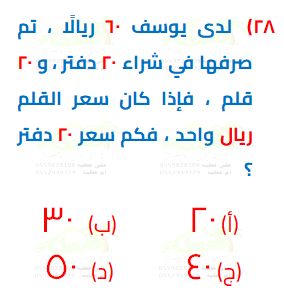 ٢٨) لدى يوسف ٦٠ ريالًا ، تم
صرفها في شراء ٢٠ دفتر ، و ٢٠
قلم ، فإذا كان سعر القلم
ريال واحد ، فكم سعر ٢٠ دفتر
؟
(أ) ٢٠ (ب) ٣٠
(ج) ٤٠ (د) ٥٠